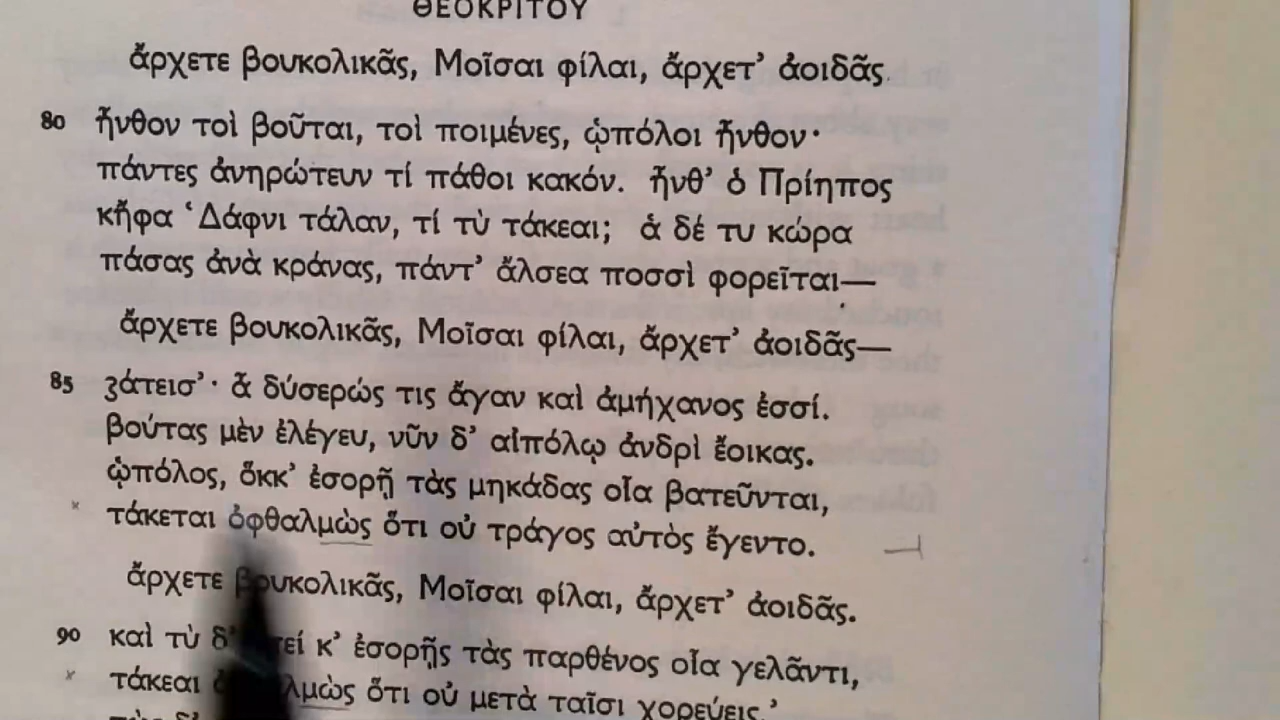 ΘΕΟΚΡΙΤΟΥ
ἄρχετε βουκολικᾶς, Μοῖσαι φίλαι, ἄρχετ' ἀοιδᾶς.
80 ἦνθον τοὶ βοῦται, τοὶ ποιμένες, ᾡπόλοι ἦνθον·
πάντες ἀνηρώτευν τί πάθοι κακόν. ἦνθ' ὁ Πρίηπος
κἤφα ‘Δάφνι τάλαν, τί τὺ τάκεαι; ἁ δέ τυ κώρα
πάσας ἀνὰ κράνας, πάντ' ἄλσεα ποσσὶ φορεῖται—
ἄρχετε βουκολικᾶς, Μοῖσαι φίλαι, ἄρχετ' ἀοιδᾶς—
85 ζάτεισ'· ἆ δύσερώς τις ἄγαν καὶ ἀμήχανος ἐσσί.
βούτας μὲν ἐλέγευ, νῦν δ' αἰπόλῳ ἀνδρὶ ἔοικας.
ᾡπόλος, ὅκκ' ἐσορῇ τὰς μηκάδας οἷα βατεῦνται,
τάκεται ὀφθαλμὼς ὅτι οὐ τράγος αὐτὸς ἔγεντο.
ἄρχετε βουκολικᾶς, Μοῖσαι φίλαι, ἄρχετ' ἀοιδᾶς.
90 καὶ τὺ κ' ἐσορῇς τὰς παρθένος οἷα γελᾶντι,
τάκεαι ὅτι οὐ μετὰ ταῖσι χορεύεις.’